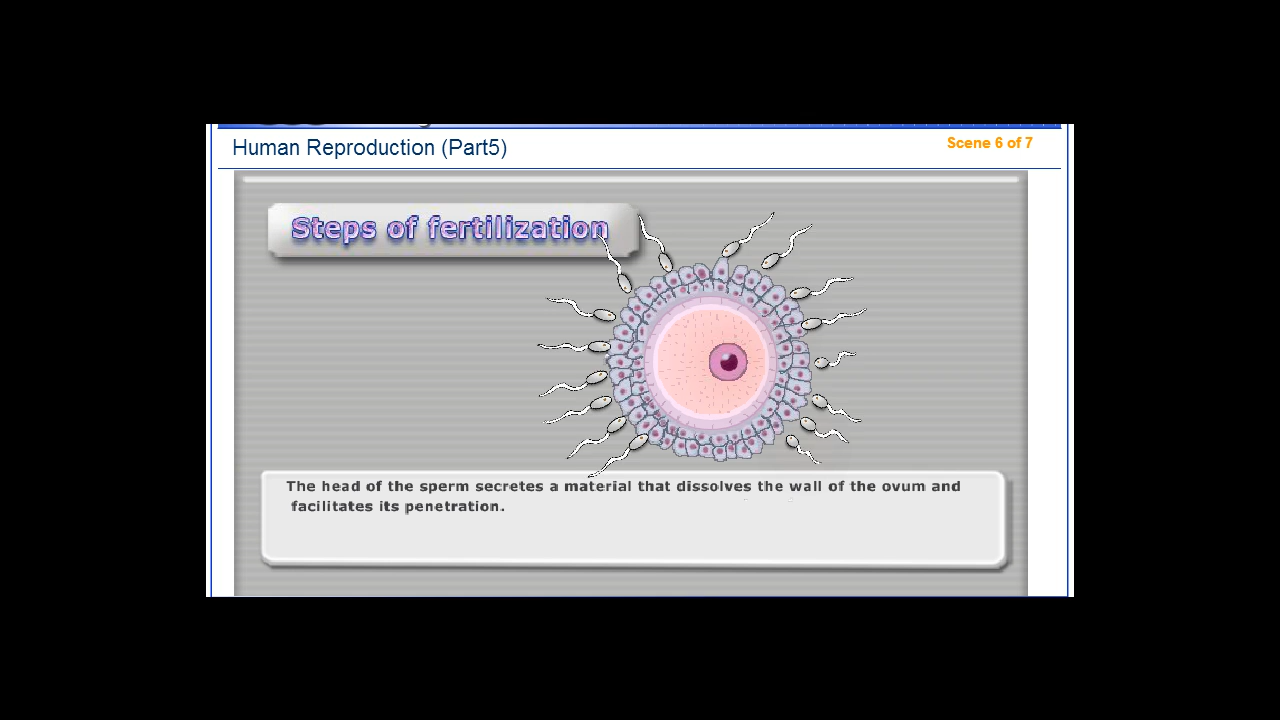 Human Reproduction (Part5)
Scene 6 of 7
Steps of fertilization
The head of the sperm secretes a material that dissolves the wall of the ovum and
facilitates its penetration.